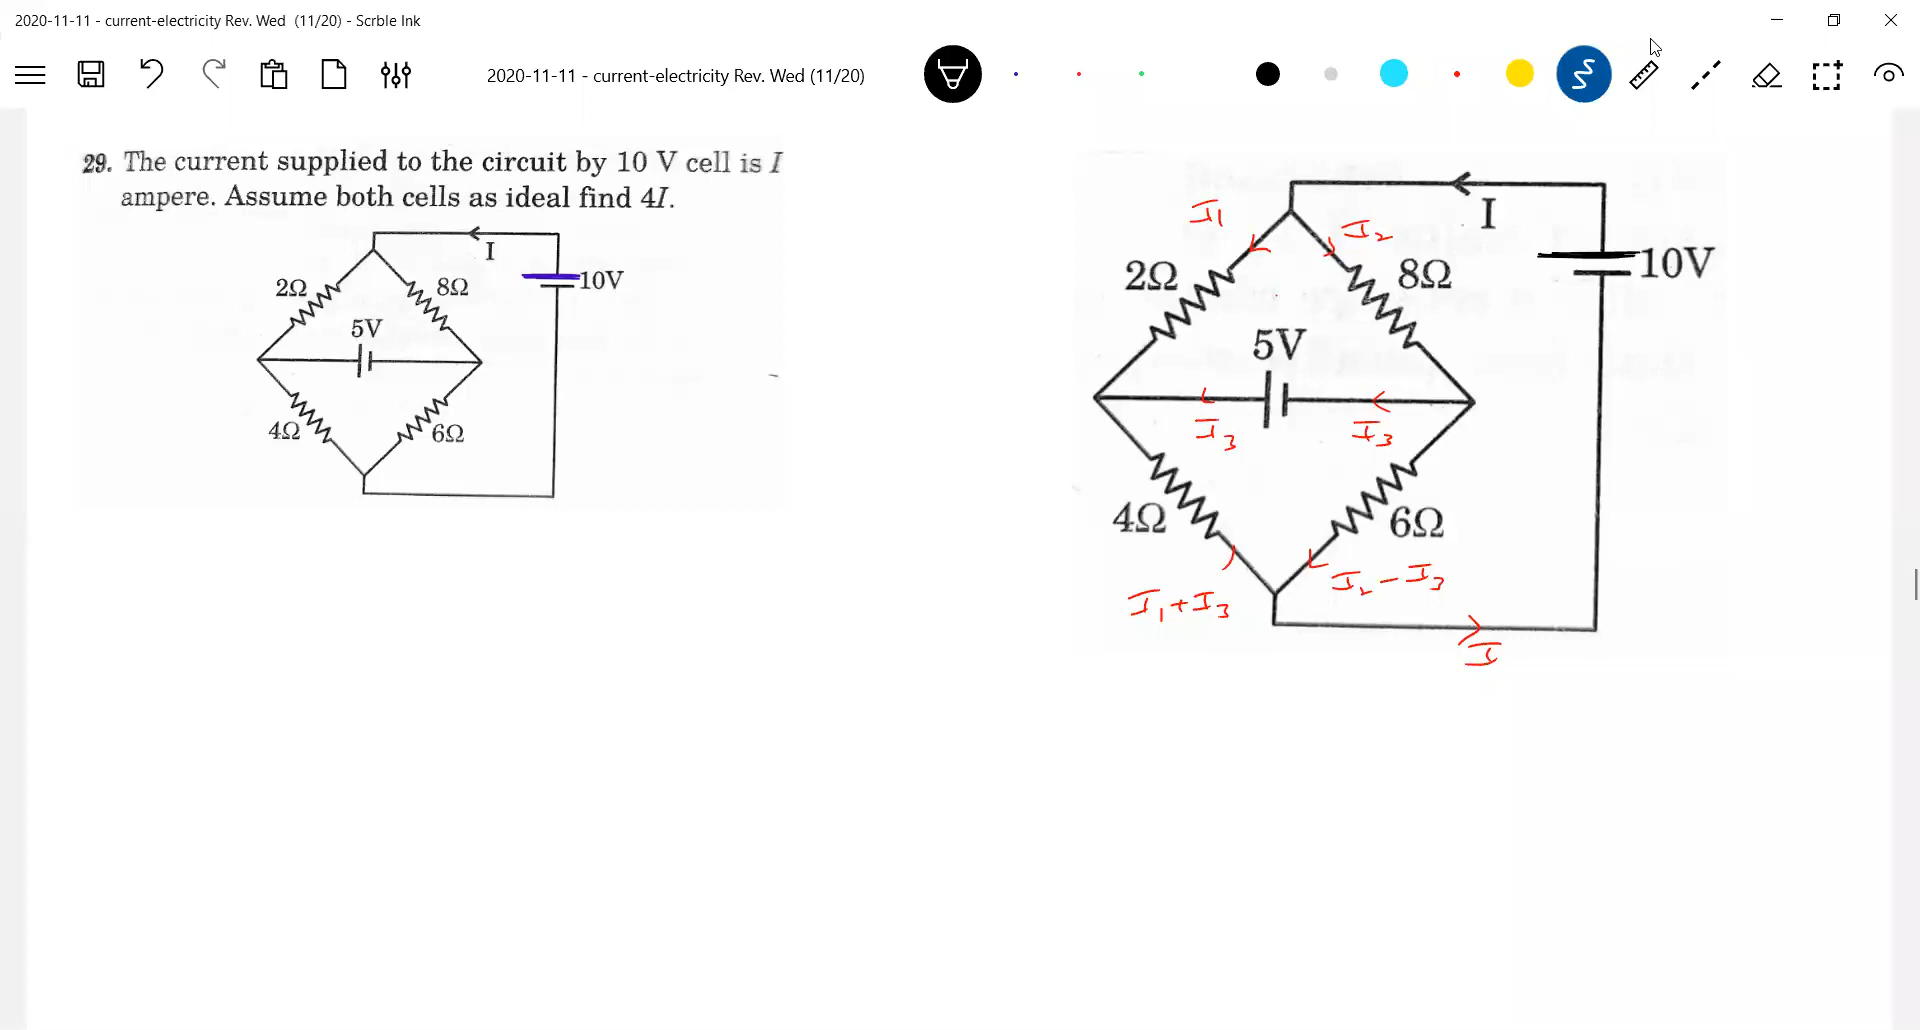 2020-11-11 - current-electricity Rev. Wed (11/20) - Scrble Ink
2020-11-11 - current-electricity Rev. Wed (11/20)
29. The current supplied to the circuit by 10 V cell is I
ampere. Assume both cells as ideal find 4I.
I
2Ω
8Ω
10V
5V
4Ω
6Ω
I₁
I₂
I
2Ω
8Ω
10V
5V
I₃
I₃
4Ω
6Ω
I₁+I₃
I₂-I₃
I